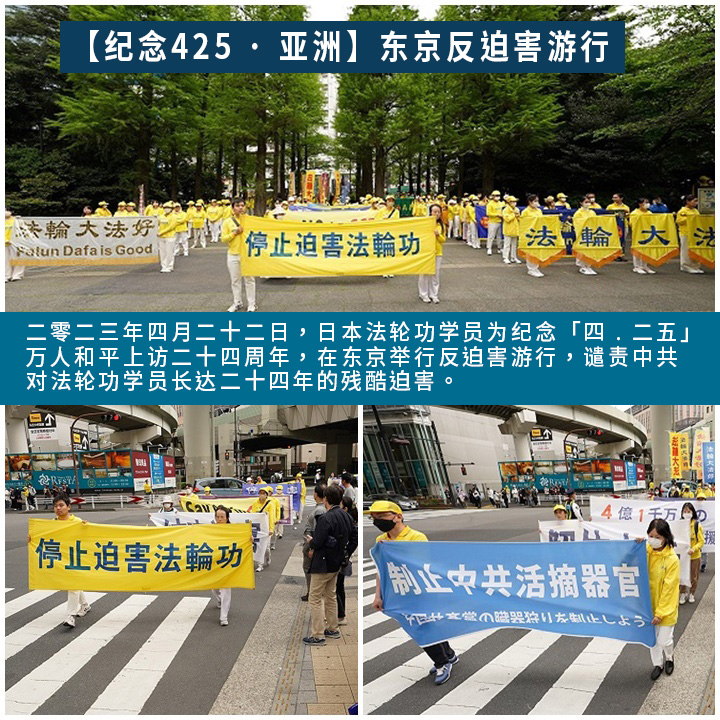 【纪念425 · 亚洲】东京反迫害游行
法輪大法好
Falun Dafa is Good
停止迫害法輪功
法 輪 大 法
二零二三年四月二十二日，日本法轮功学员为纪念「四．二五」
万人和平上访二十四周年，在东京举行反迫害游行，谴责中共
对法轮功学员长达二十四年的残酷迫害。
停止迫害法輪功
4億1千万の
制止中共活摘器官
中国共産党の臓器狩りを制止しよう